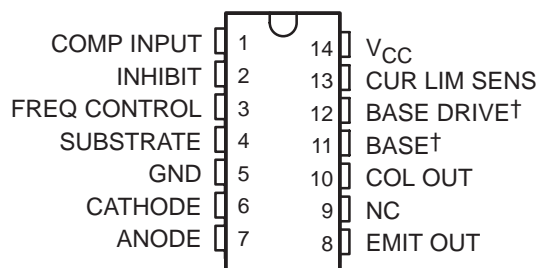 COMP INPUT 1 14 VCC
INHIBIT 2 13 CUR LIM SENS
FREQ CONTROL 3 12 BASE DRIVE†
SUBSTRATE 4 11 BASE†
GND 5 10 COL OUT
CATHODE 6 9 NC
ANODE 7 8 EMIT OUT